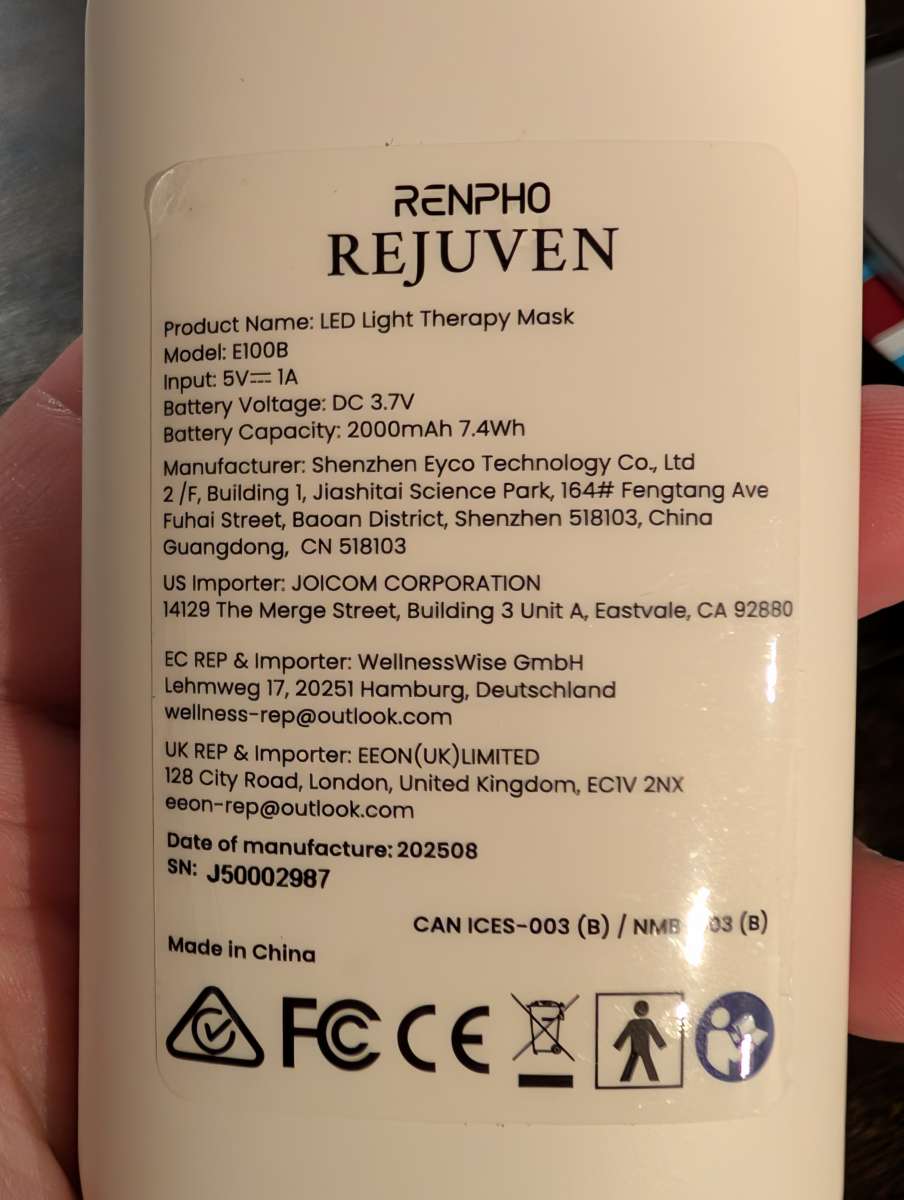 RENPHO
REJUVEN
Product Name: LED Light Therapy Mask
Model: E100B
Input: 5V⎓ 1A
Battery Voltage: DC 3.7V
Battery Capacity: 2000mAh 7.4Wh
Manufacturer: Shenzhen Eyco Technology Co., Ltd
2 /F, Building 1, Jiashitai Science Park, 164# Fengtang Ave
Fuhai Street, Baoan District, Shenzhen 518103, China
Guangdong, CN 518103
US Importer: JOICOM CORPORATION
14129 The Merge Street, Building 3 Unit A, Eastvale, CA 92880
EC REP & Importer: WellnessWise GmbH
Lehmweg 17, 20251 Hamburg, Deutschland
wellness-rep@outlook.com
UK REP & Importer: EEON(UK)LIMITED
128 City Road, London, United Kingdom, EC1V 2NX
eeon-rep@outlook.com
Date of manufacture: 202508
SN: J50002987
CAN ICES-003 (B) / NMB 03 (B)
Made in China
FC CE